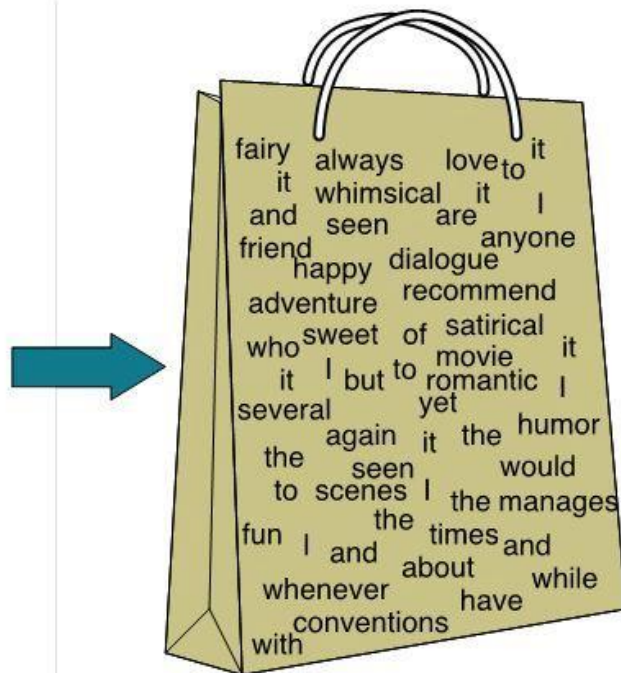 fairy always love to it
it whimsical it I
and seen are anyone
friend happy dialogue
adventure recommend
who sweet of satirical it
it I but to movie romantic I
several yet
again it the humor
the seen would
to scenes I the manages
the times
fun I and about and
whenever have while
conventions
with